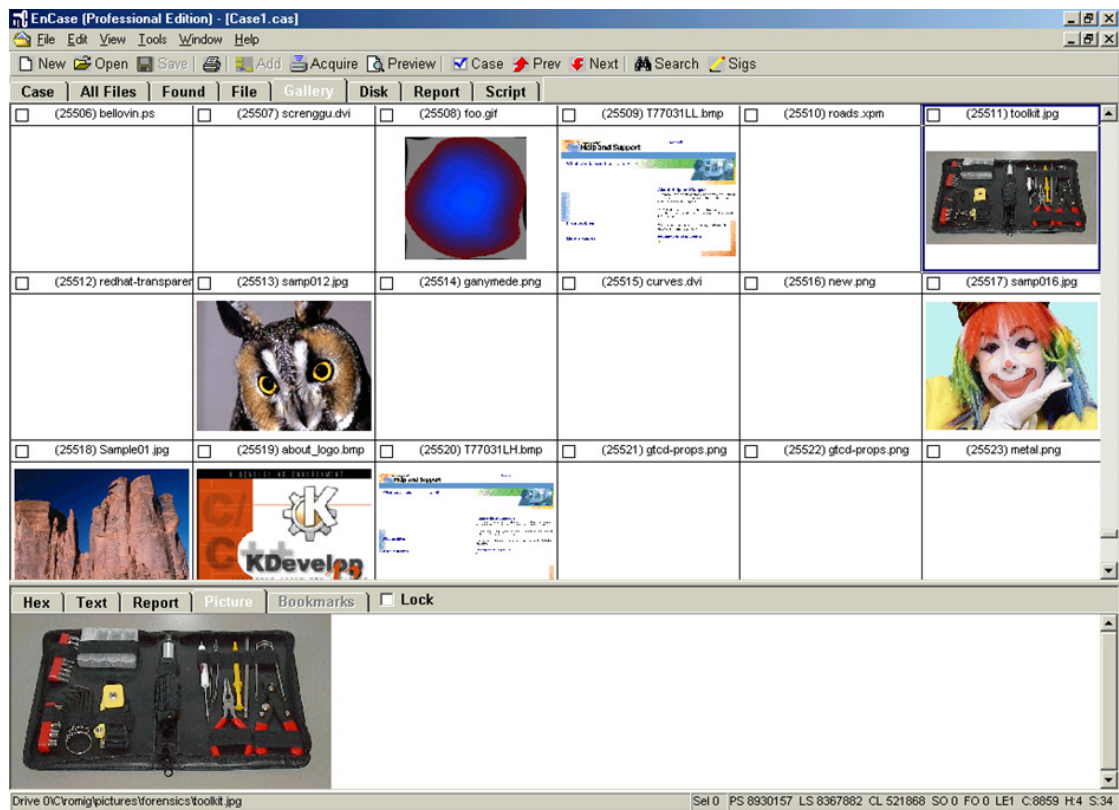 EnCase (Professional Edition) - [Case1.cas]
File Edit View Tools Window Help
New Open Save Add Acquire Preview Case Prev Next Search Sigs
Case All Files Found File Gallery Disk Report Script
(25506) bellovin.ps (25507) screnggu.dvi (25508) foo.gif (25509) T77031LL.bmp (25510) roads.xpm (25511) toolkit.jpg
Help and Support
(25512) redhat-transparer (25513) samp012.jpg (25514) ganymede.png (25515) curves.dvi (25516) new.png (25517) samp016.jpg
(25518) Sample01.jpg (25519) about_logo.bmp (25520) T77031LH.bmp (25521) gtcd-props.png (25522) gtcd-props.png (25523) metal.png
K DEVELOPING ENVIRONMENT
Help and Support
C/
C++
K
KDevelop
Hex Text Report Picture Bookmarks Lock
Drive 0\C\romig\pictures\forensics\toolkit.jpg Sel 0 PS 8930157 LS 8367882 CL 521868 SO 0 FO 0 LE1 C:8859 H:4 S:34